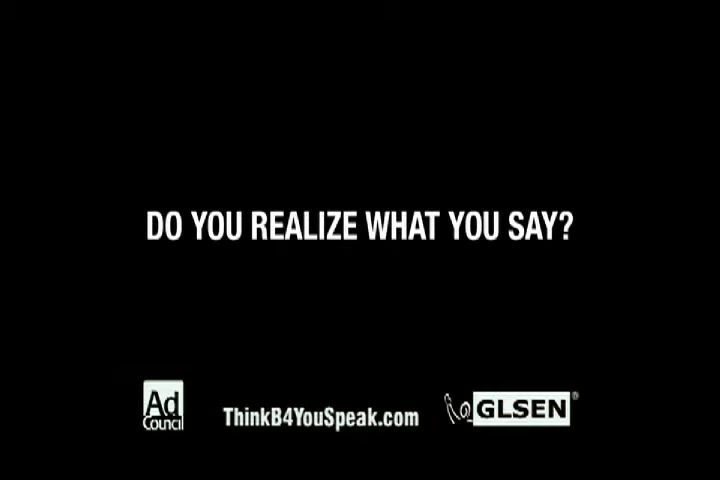 DO YOU REALIZE WHAT YOU SAY?
Ad
Council
ThinkB4YouSpeak.com
GLSEN®